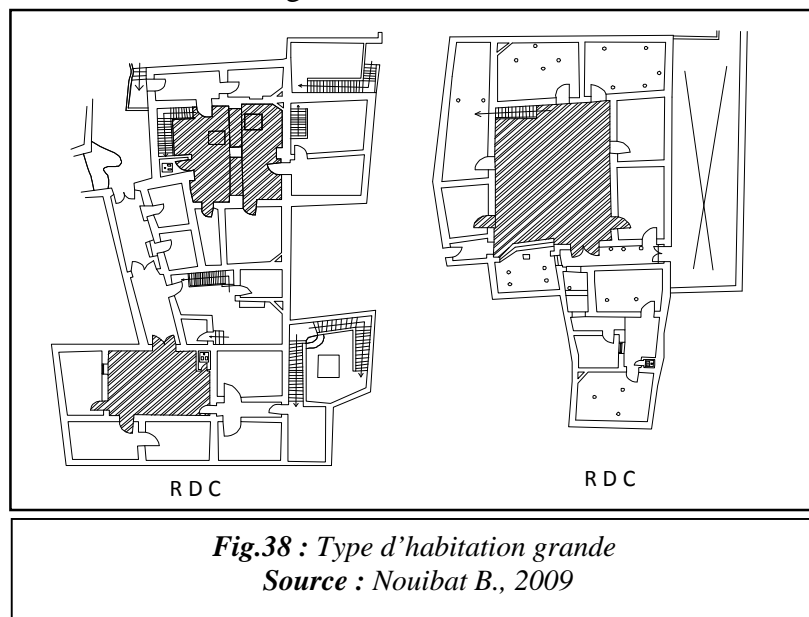 R D C
R D C
Fig.38 : Type d'habitation grande
Source : Nouibat B., 2009